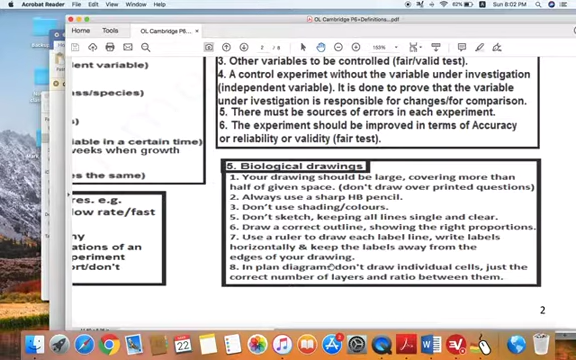 Acrobat Reader File Edit View Window Help
62% Sun 8:02 PM
OL Cambridge P6+Definitions...pdf
Home Tools OL Cambridge P6... ×
2 / 8 150%
dent variable)
ass/species)
s)
iable in a certain time)
weeks when growth
es the same)
res. e.g.
low rate/fast
ny
ations of an
periment
ort/don't
3. Other variables to be controlled (fair/valid test).
4. A control experimet without the variable under investigation
(independent variable). It is done to prove that the variable
under ivestigation is responsible for changes/for comparison.
5. There must be sources of errors in each experiment.
6. The experiment should be improved in terms of Accuracy
or reliability or validity (fair test).
5. Biological drawings
1. Your drawing should be large, covering more than
half of given space. (don't draw over printed questions)
2. Always use a sharp HB pencil.
3. Don't use shading/colours.
5. Don't sketch, keeping all lines single and clear.
6. Draw a correct outline, showing the right proportions.
7. Use a ruler to draw each label line, write labels
horizontally & keep the labels away from the
edges of your drawing.
8. In plan diagram don't draw individual cells, just the
correct number of layers and ratio between them.
2
22